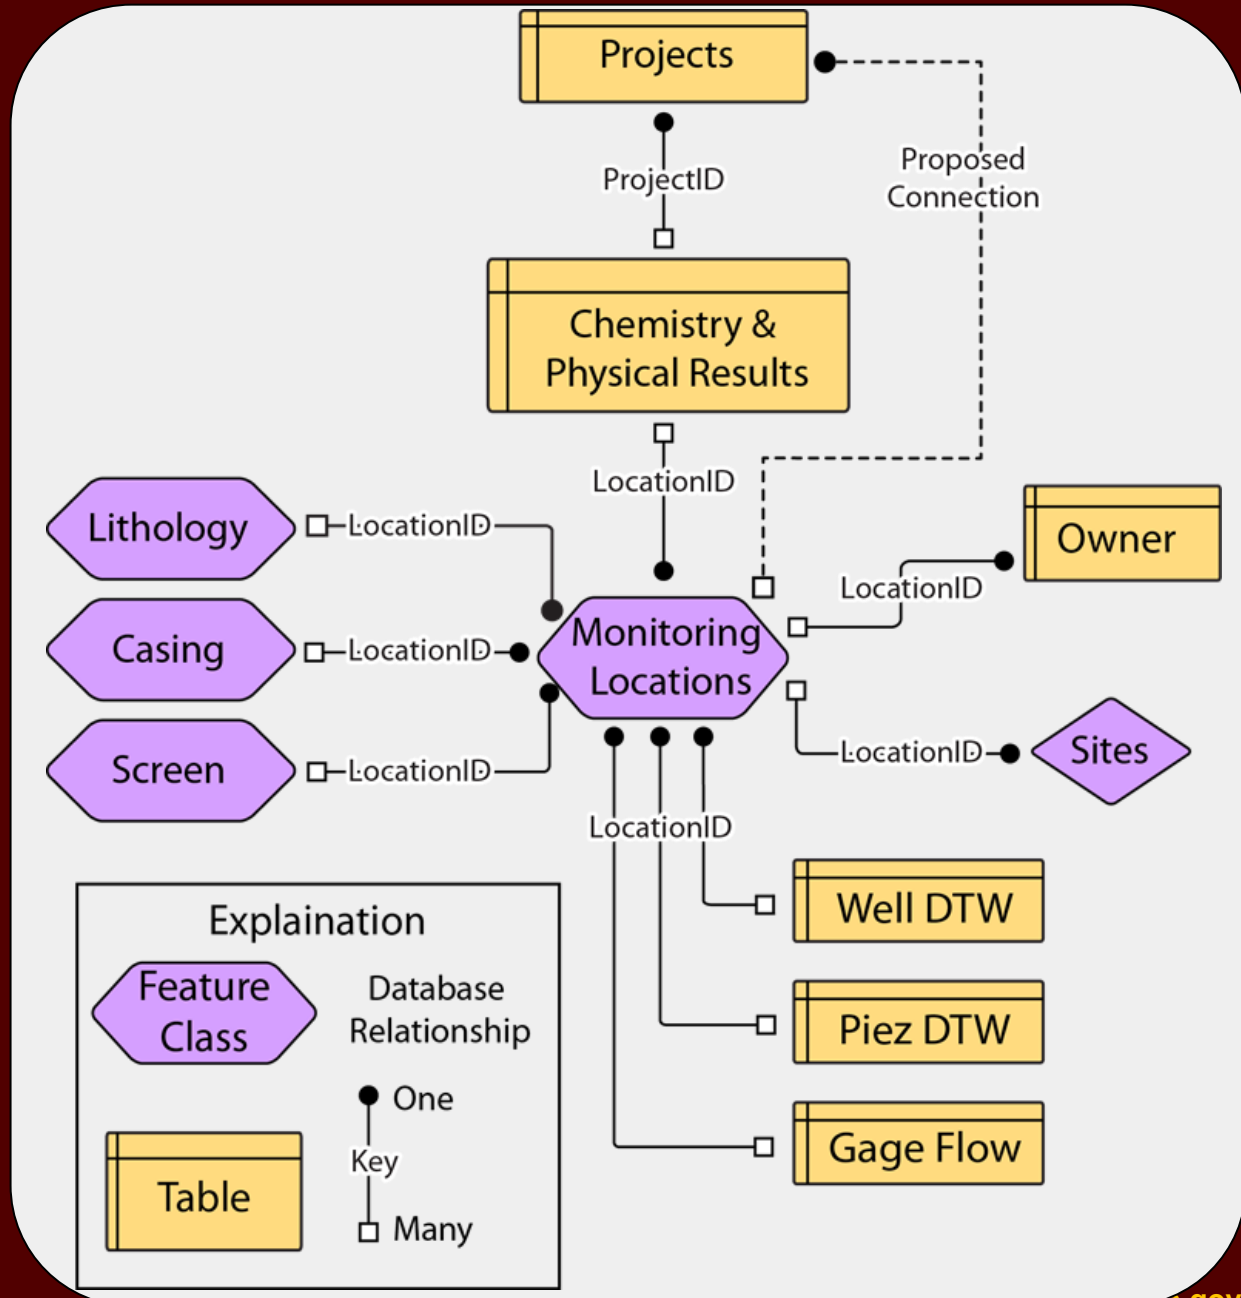 Projects
Proposed
Connection
ProjectID
Chemistry &
Physical Results
LocationID
Lithology
LocationID
Owner
LocationID
Casing
LocationID
Monitoring
Locations
Screen
LocationID
LocationID
Sites
LocationID
Well DTW
Piez DTW
Gage Flow
Explaination
Feature
Class
Database
Relationship
One
Key
Many
Table